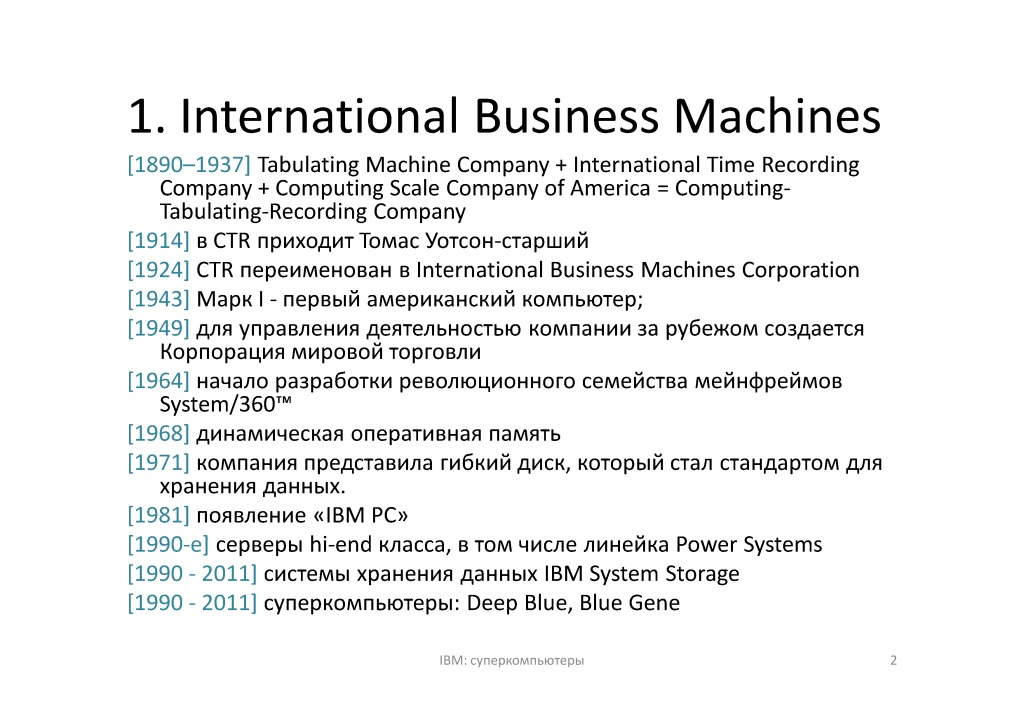 1. International Business Machines
[1890–1937] Tabulating Machine Company + International Time Recording
Company + Computing Scale Company of America = Computing-
Tabulating-Recording Company
[1914] в CTR приходит Томас Уотсон-старший
[1924] CTR переименован в International Business Machines Corporation
[1943] Марк I - первый американский компьютер;
[1949] для управления деятельностью компании за рубежом создается
Корпорация мировой торговли
[1964] начало разработки революционного семейства мейнфреймов
System/360™
[1968] динамическая оперативная память
[1971] компания представила гибкий диск, который стал стандартом для
хранения данных.
[1981] появление «IBM PC»
[1990-е] серверы hi-end класса, в том числе линейка Power Systems
[1990 - 2011] системы хранения данных IBM System Storage
[1990 - 2011] суперкомпьютеры: Deep Blue, Blue Gene
IBM: суперкомпьютеры 2